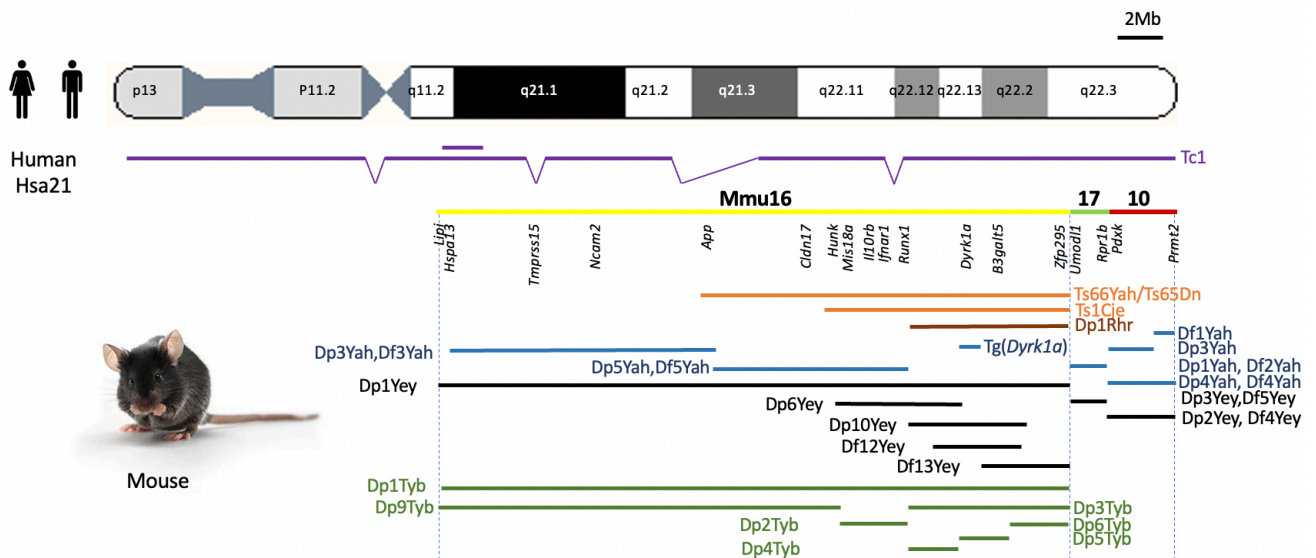 2Mb
p13
P11.2
q11.2
q21.1
q21.2
q21.3
q22.11
q22.12
q22.13
q22.2
q22.3
Human
Hsa21
Tc1
Mmu16
17
10
Lipi
Hspa13
Tmprss15
Ncam2
App
Cldn17
Hunk
Mis18a
Il10rb
Ifnar1
Runx1
Dyrk1a
B3galt5
Zfp295
Umodl1
Rpr1b
Pdxk
Prmt2
Ts66Yah/Ts65Dn
Ts1Cje
Dp1Rhr
Df1Yah
Dp3Yah,Df3Yah
Tg(Dyrk1a)
Dp3Yah
Dp5Yah,Df5Yah
Dp1Yah, Df2Yah
Dp1Yey
Dp4Yah, Df4Yah
Dp6Yey
Dp3Yey,Df5Yey
Dp10Yey
Dp2Yey, Df4Yey
Df12Yey
Df13Yey
Mouse
Dp1Tyb
Dp9Tyb
Dp3Tyb
Dp2Tyb
Dp6Tyb
Dp5Tyb
Dp4Tyb